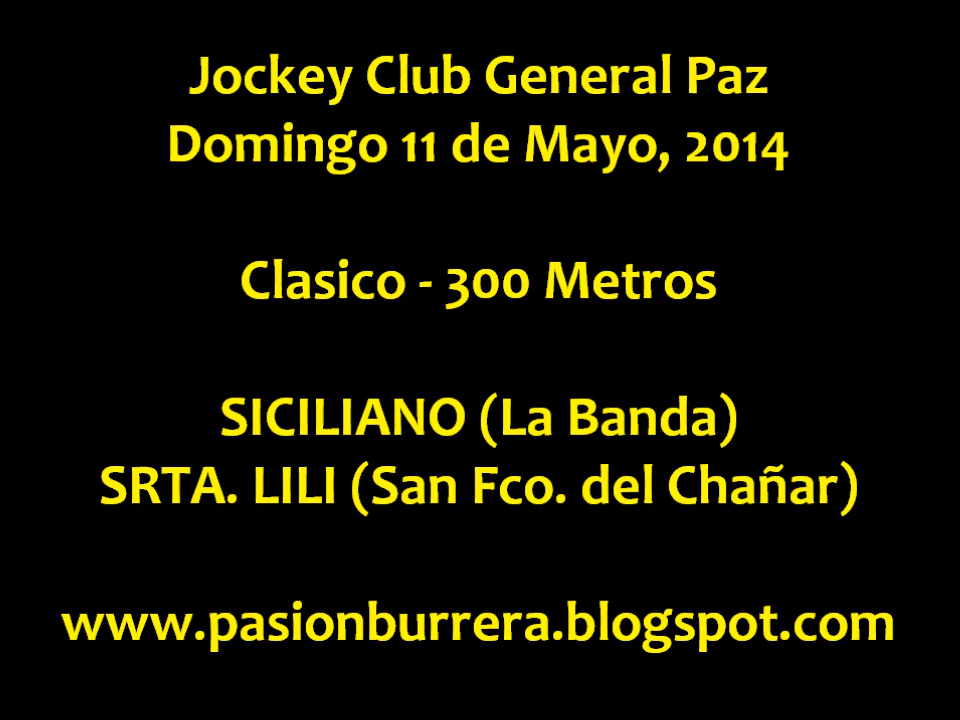 Jockey Club General Paz
Domingo 11 de Mayo, 2014
Clasico - 300 Metros
SICILIANO (La Banda)
SRTA. LILI (San Fco. del Chañar)
www.pasionburrera.blogspot.com